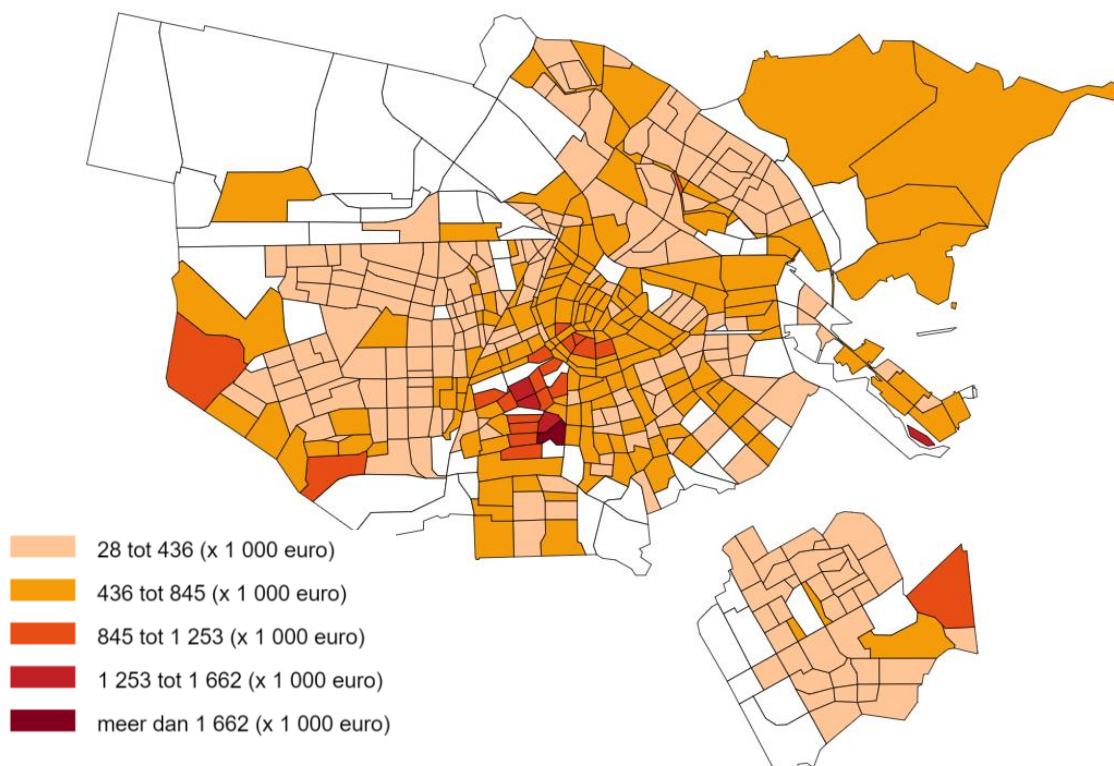 28 tot 436 (x 1 000 euro)
436 tot 845 (x 1 000 euro)
845 tot 1 253 (x 1 000 euro)
1 253 tot 1 662 (x 1 000 euro)
meer dan 1 662 (x 1 000 euro)